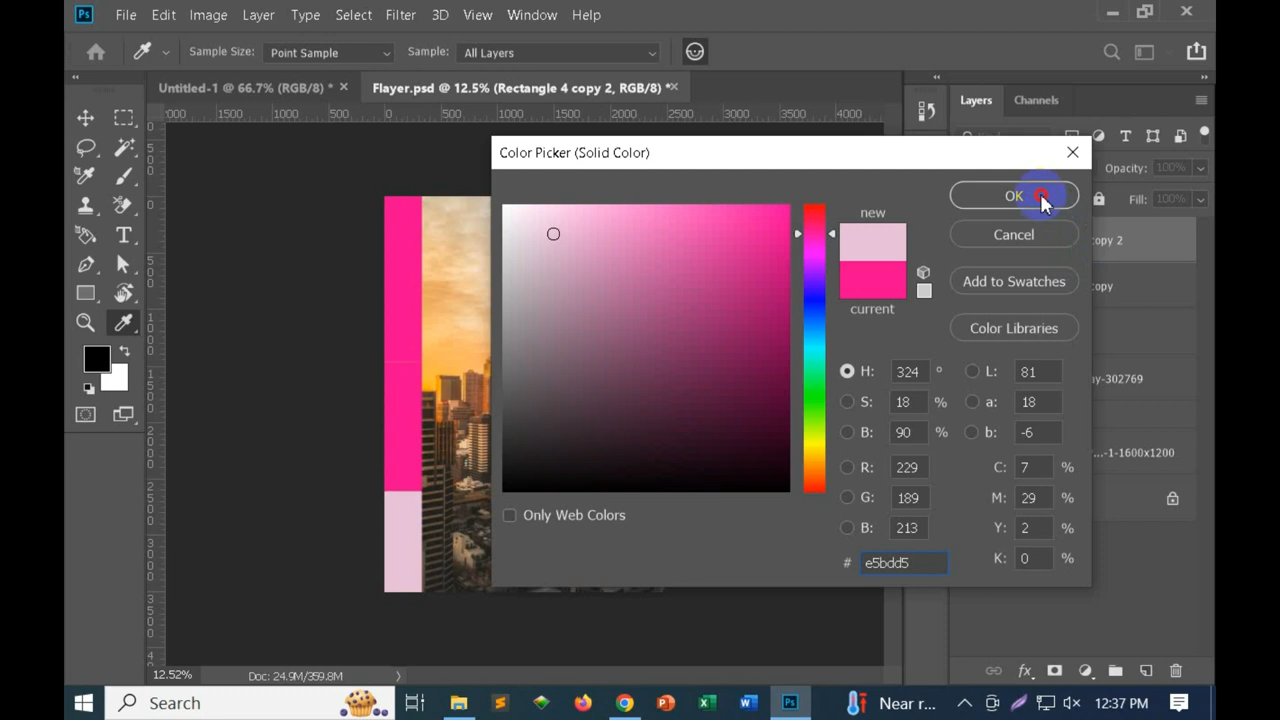 Ps File Edit Image Layer Type Select Filter 3D View Window Help
Sample Size: Point Sample Sample: All Layers
Untitled-1 @ 66.7% (RGB/8) * Flayer.psd @ 12.5% (Rectangle 4 copy 2, RGB/8) *
Layers Channels
1500 1000 500 0 500 1000 1500 2000 2500 3000 3500 4000
Color Picker (Solid Color)
Opacity: 100%
OK
Fill: 100%
new
Cancel
copy 2
Add to Swatches
copy
current
Color Libraries
H: 324 ° L: 81
ny-302769
S: 18 % a: 18
B: 90 % b: -6
...-1-1600x1200
R: 229 C: 7 %
G: 189 M: 29 %
Only Web Colors
B: 213 Y: 2 %
# e5bdd5 K: 0 %
12.52% Doc: 24.9M/359.8M
fx
Search Near r... 12:37 PM